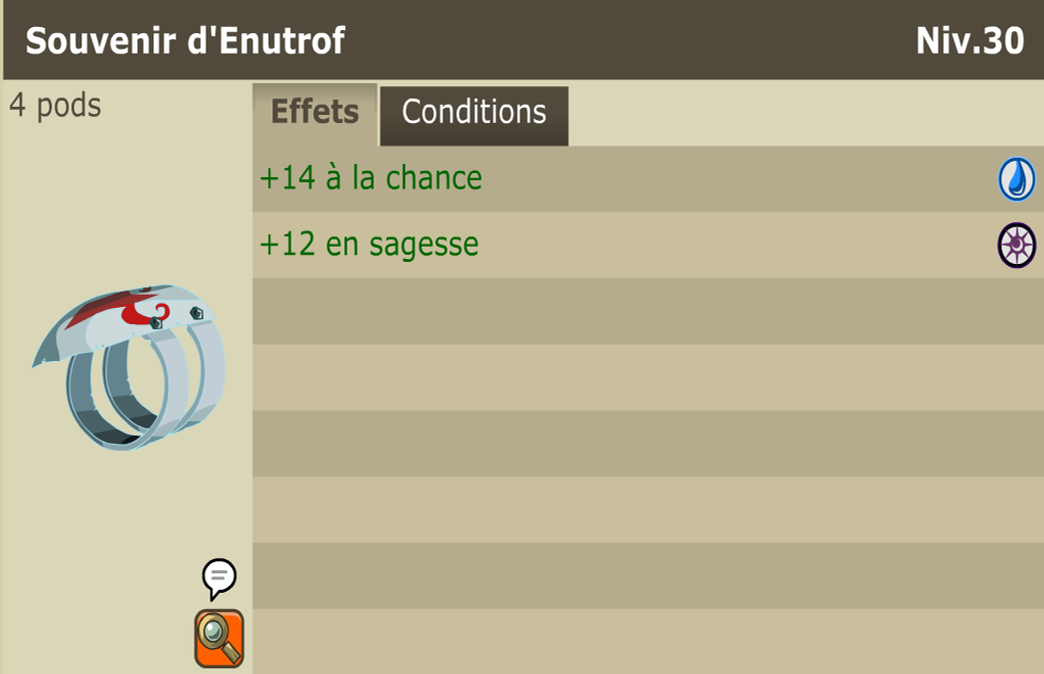 Souvenir d'Enutrof
Niv.30
4 pods
Effets
Conditions
+14 à la chance
+12 en sagesse